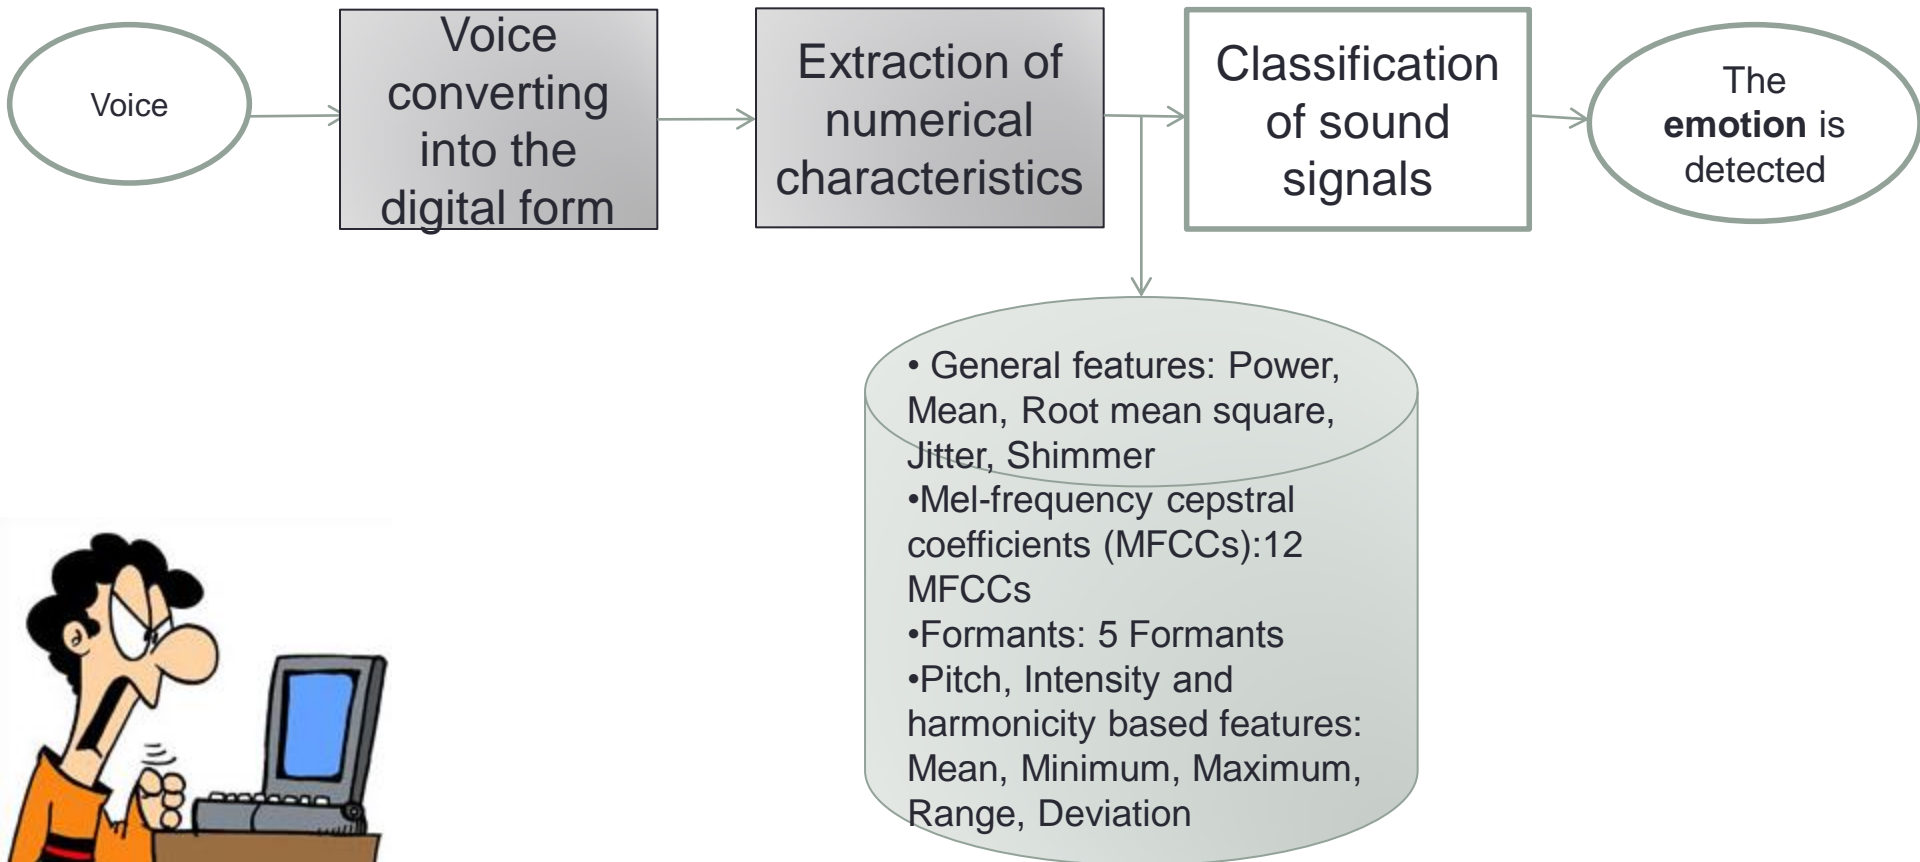 Voice
Voice
converting
into the
digital form
Extraction of
numerical
characteristics
Classification
of sound
signals
The
emotion is
detected
• General features: Power,
Mean, Root mean square,
Jitter, Shimmer
•Mel-frequency cepstral
coefficients (MFCCs):12
MFCCs
•Formants: 5 Formants
•Pitch, Intensity and
harmonicity based features:
Mean, Minimum, Maximum,
Range, Deviation